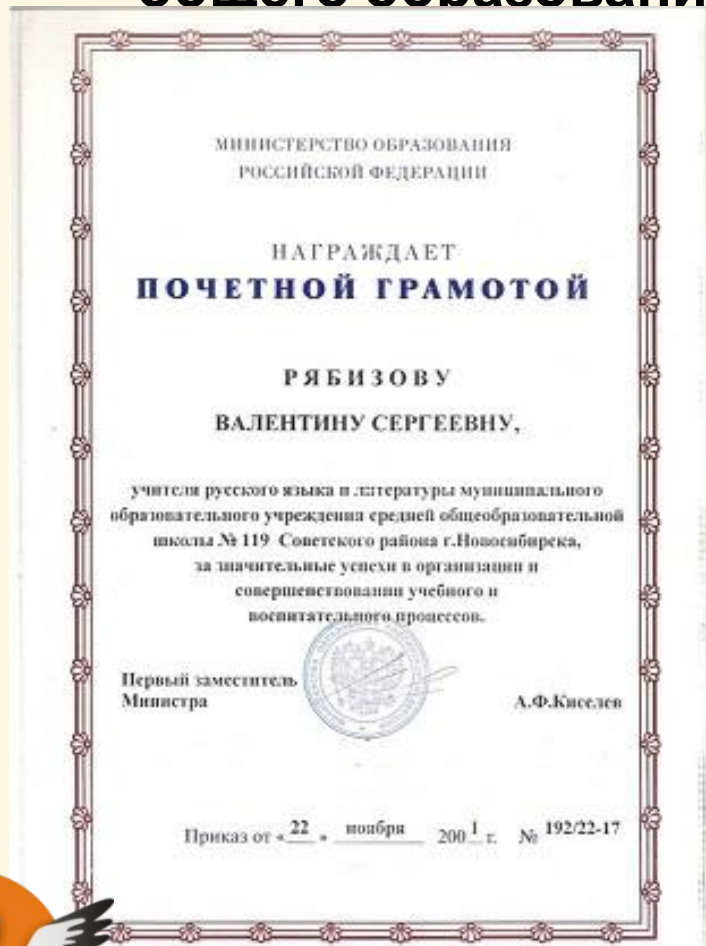 общего образовани
МИНИСТЕРСТВО ОБРАЗОВАНИЯ
РОССИЙСКОЙ ФЕДЕРАЦИИ
НАГРАЖДАЕТ
ПОЧЕТНОЙ ГРАМОТОЙ
РЯБИЗОВУ
ВАЛЕНТИНУ СЕРГЕЕВНУ,
учителя русского языка и литературы муниципального
образовательного учреждения средней общеобразовательной
школы № 119 Советского района г.Новосибирска,
за значительные успехи в организации и
совершенствовании учебного и
воспитательного процессов.
Первый заместитель
Министра
А.Ф.Киселев
Приказ от «22» ноября 2001 г. № 192/22-17